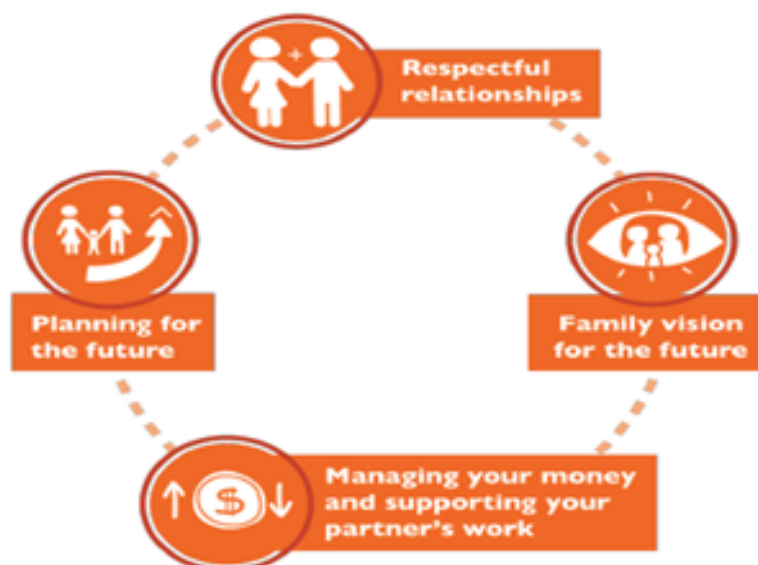 Respectful
relationships
Planning for
the future
Family vision
for the future
$
Managing your money
and supporting your
partner's work